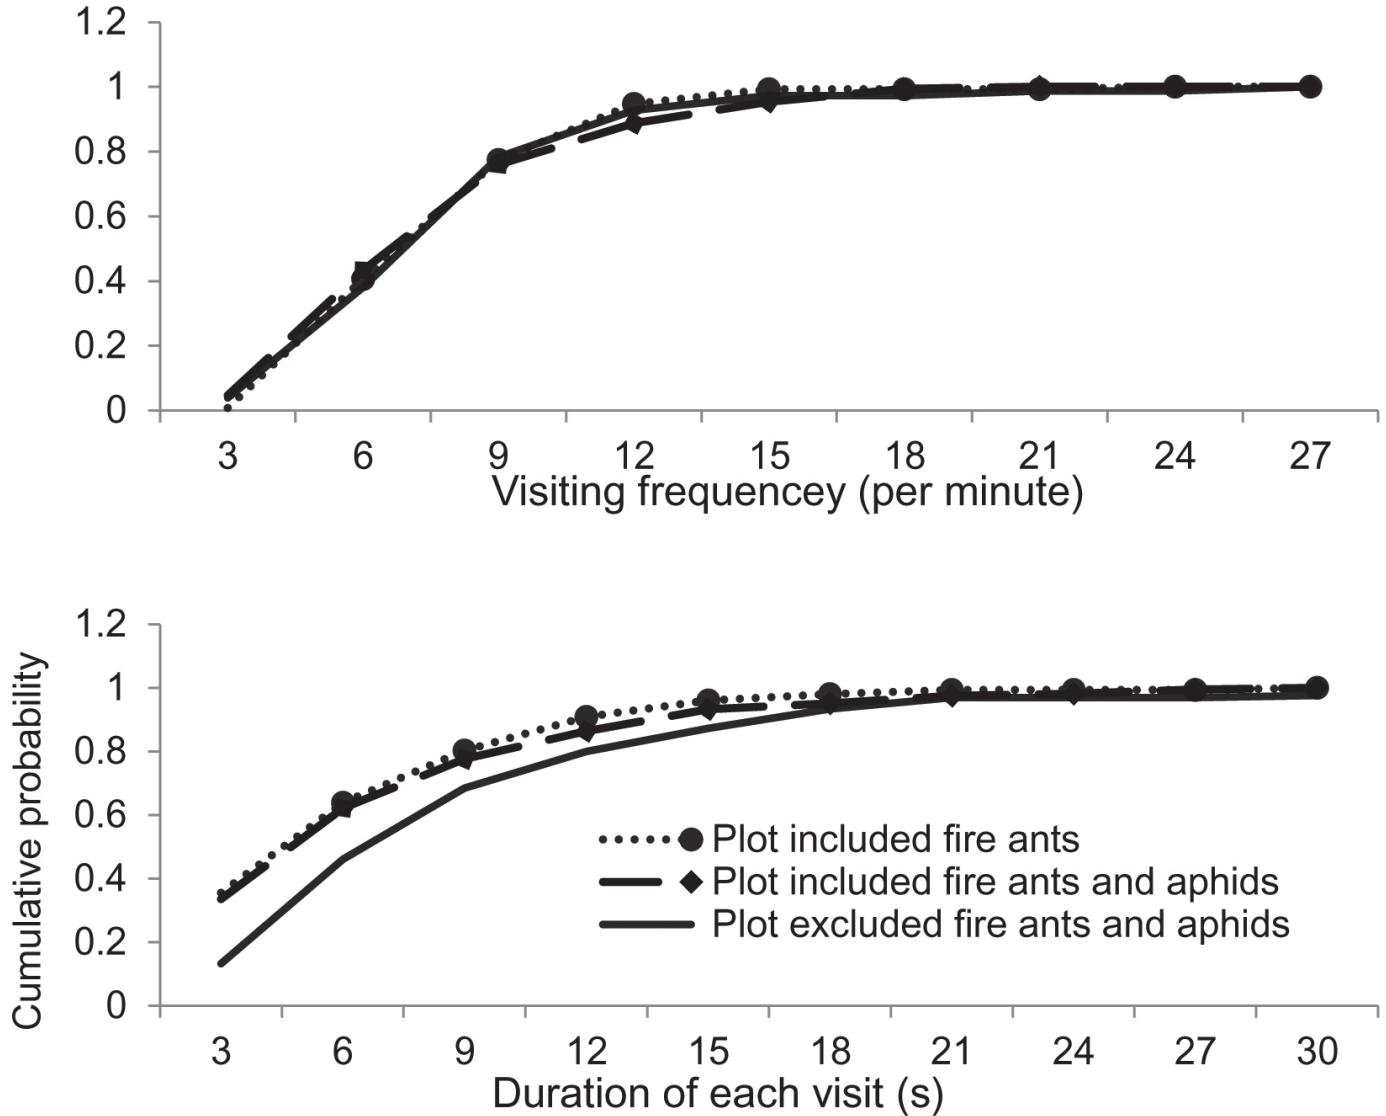 1.2
1
0.8
0.6
0.4
0.2
0
3 6 9 12 15 18 21 24 27
Visiting frequencey (per minute)
Cumulative probability
1.2
1
0.8
0.6
0.4
0.2
0
Plot included fire ants
Plot included fire ants and aphids
Plot excluded fire ants and aphids
3 6 9 12 15 18 21 24 27 30
Duration of each visit (s)